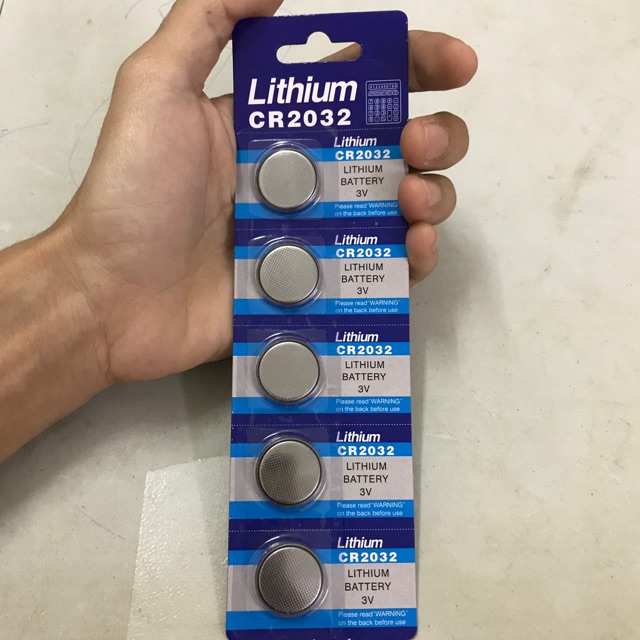 Lithium
CR2032
Lithium
CR2032
LITHIUM
BATTERY
3V
Please read "WARNING"
on the back before use
Lithium
CR2032
LITHIUM
BATTERY
3V
Please read "WARNING"
on the back before use
Lithium
CR2032
LITHIUM
BATTERY
3V
Please read "WARNING"
on the back before use
Lithium
CR2032
LITHIUM
BATTERY
3V
Please read "WARNING"
on the back before use
Lithium
CR2032
LITHIUM
BATTERY
3V
Please read "WARNING"
on the back before use